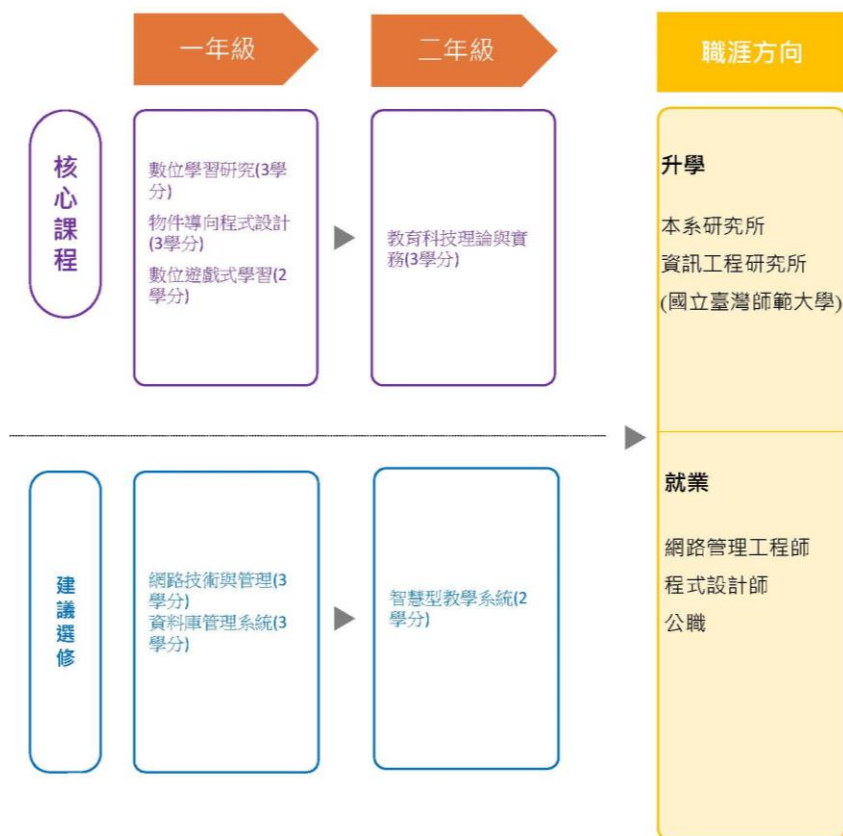 一年級
二年級
職涯方向
核心課程
數位學習研究(3學
分)
物件導向程式設計
(3學分)
數位遊戲式學習(2
學分)
教育科技理論與實
務(3學分)
升學
本系研究所
資訊工程研究所
(國立臺灣師範大學)
建議選修
網路技術與管理(3
學分)
資料庫管理系統(3
學分)
智慧型教學系統(2
學分)
就業
網路管理工程師
程式設計師
公職